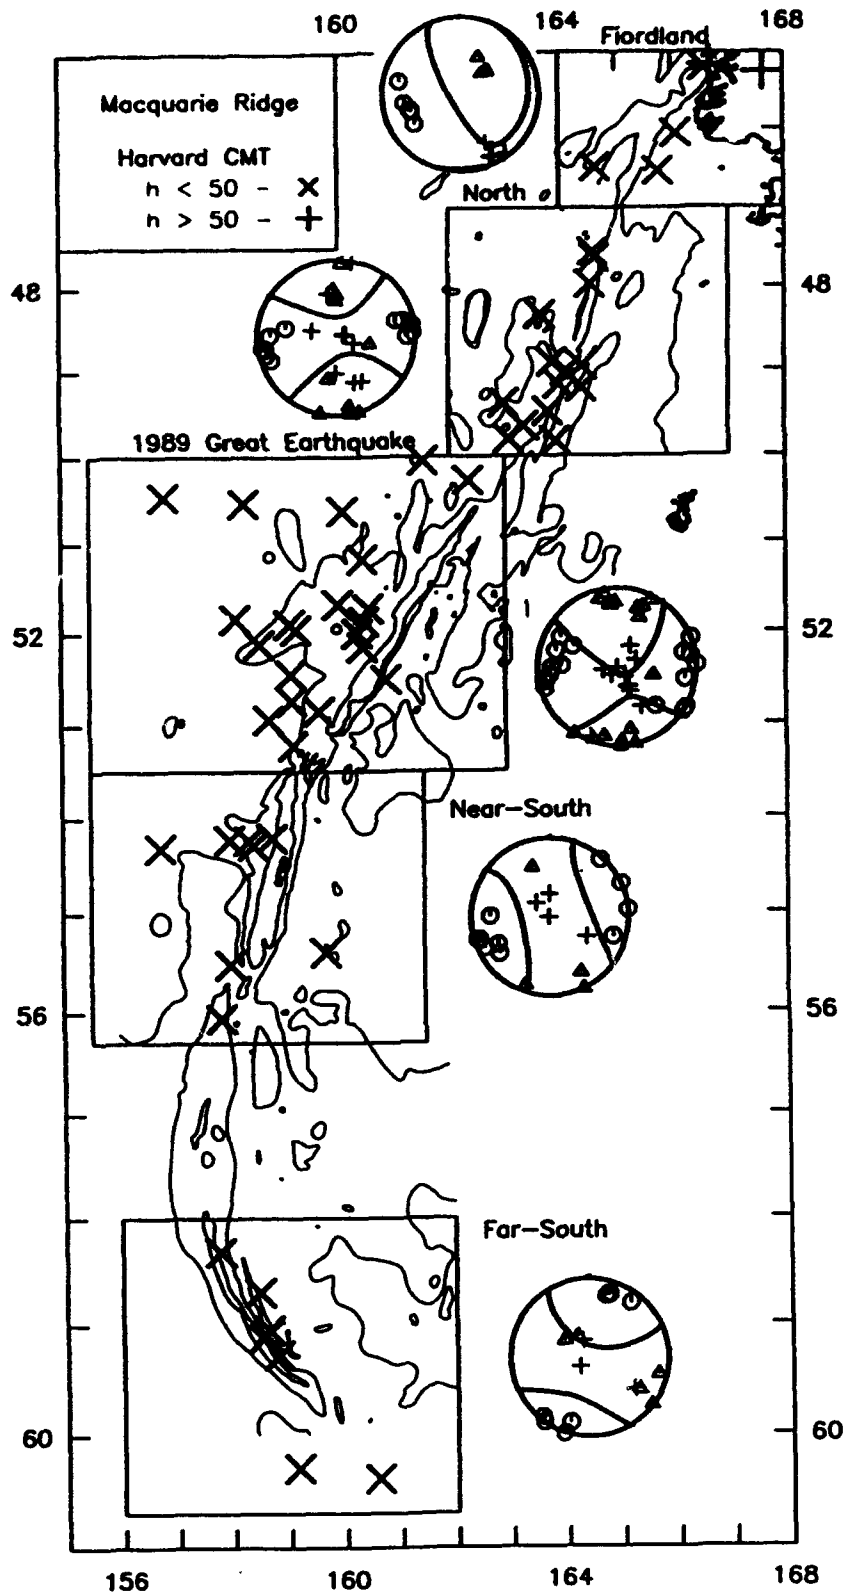 160 164 168
Fiordland
Macquarie Ridge
Harvard CMT
h < 50 - ×
h > 50 - +
North
48 48
1989 Great Earthquake
52 52
Near-South
56 56
Far-South
60 60
156 160 164 168